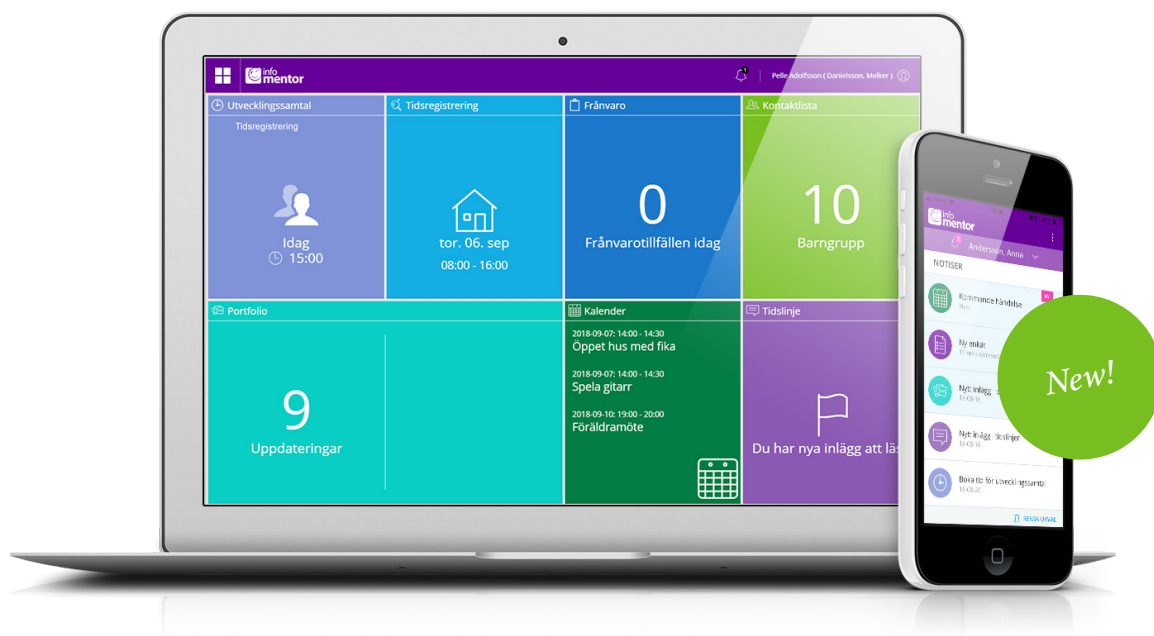 info
mentor
1
Pelle Adolfsson ( Danielsson, Melker )
Utvecklingssamtal
Tidsregistrering
Idag
15:00
Tidsregistrering
tor. 06. sep
08:00 - 16:00
Frånvaro
0
Frånvarotillfällen idag
Kontaktlista
10
Barngrupp
Portfolio
9
Uppdateringar
Kalender
2018-09-07: 14:00 - 14:30
Öppet hus med fika
2018-09-07: 14:00 - 14:30
Spela gitarr
2018-09-10: 19:00 - 20:00
Föräldramöte
Tidslinje
Du har nya inlägg att läs
info
mentor
Andersson, Anna
NOTISER
Kommande händelse
Ny enkät
Nytt inlägg
Nytt inlägg tidslinjer
Boka tid för utvecklingssamtal
RENSA URVAL
New!